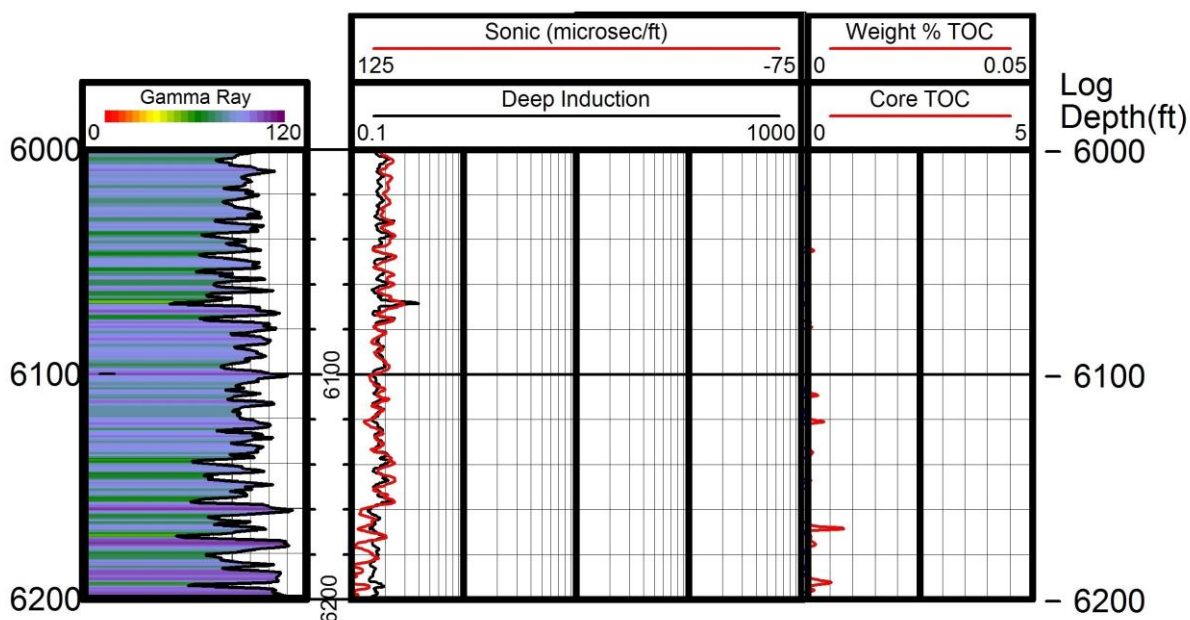 Sonic (microsec/ft)
125 -75
Weight % TOC
0 0.05
Log
Depth(ft)
Gamma Ray
0 120
Deep Induction
0.1 1000
Core TOC
0 5
6000
6000
6100
6100
6100
6200
6200
6200